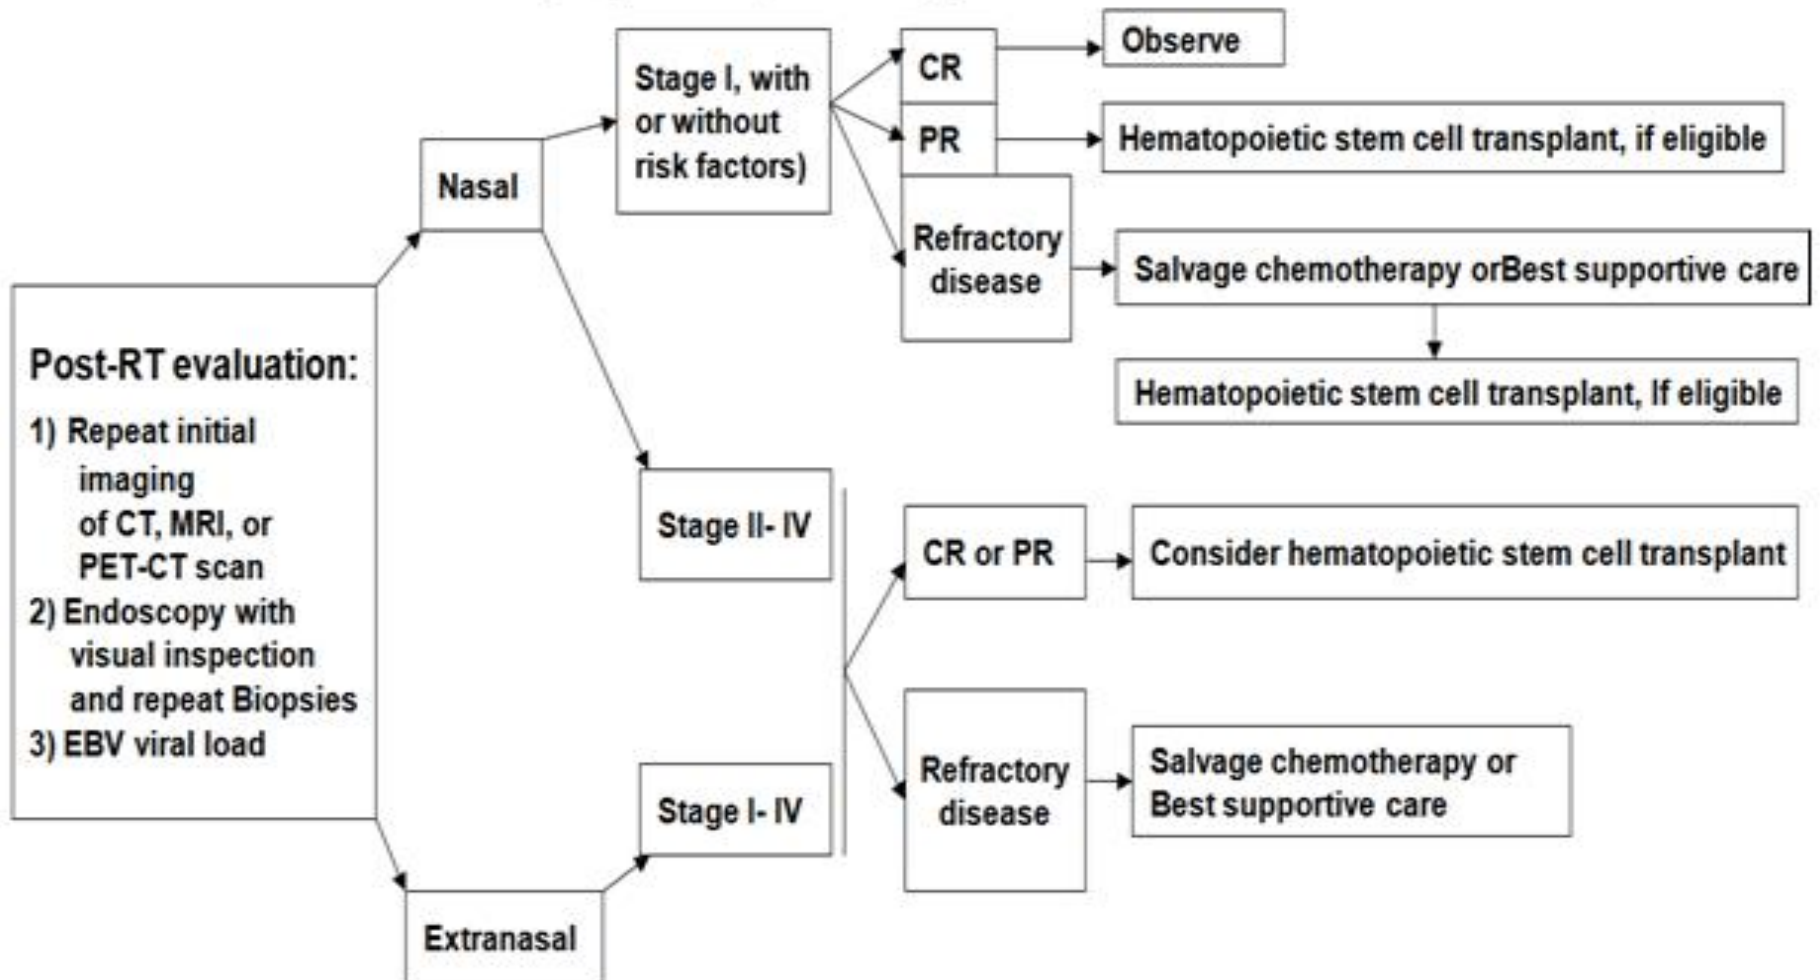 Post-RT evaluation:
1) Repeat initial
imaging
of CT, MRI, or
PET-CT scan
2) Endoscopy with
visual inspection
and repeat Biopsies
3) EBV viral load
Nasal
Extranasal
Stage I, with
or without
risk factors)
CR
Observe
PR
Hematopoietic stem cell transplant, if eligible
Refractory
disease
Salvage chemotherapy orBest supportive care
Hematopoietic stem cell transplant, If eligible
Stage II- IV
Stage I- IV
CR or PR
Consider hematopoietic stem cell transplant
Refractory
disease
Salvage chemotherapy or
Best supportive care